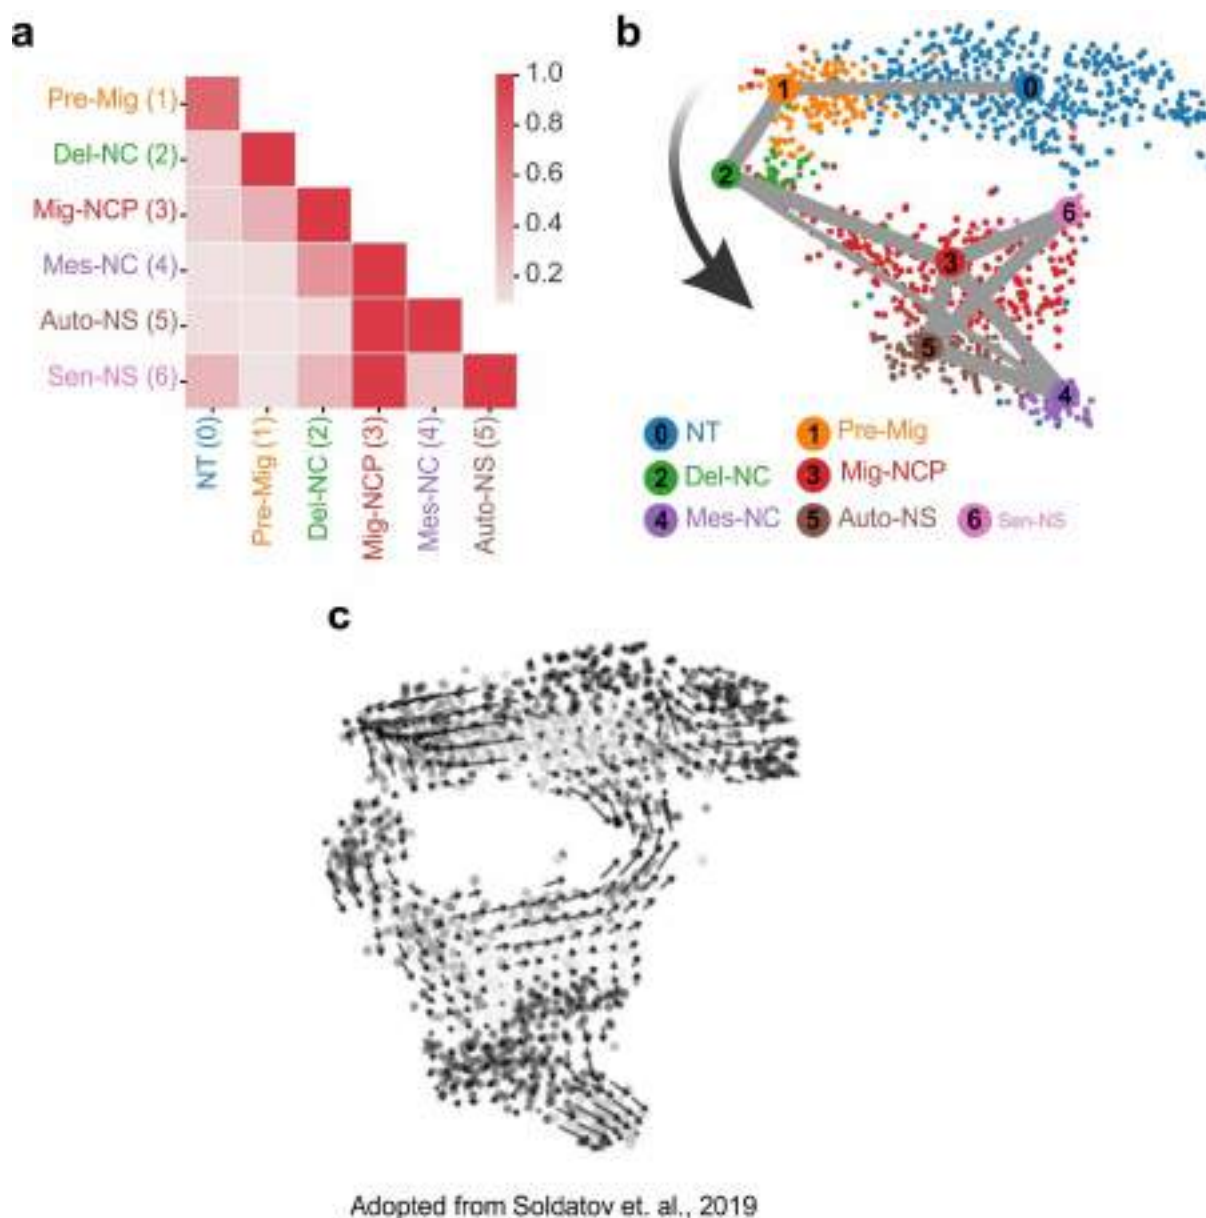 a
Pre-Mig (1)
Del-NC (2)
Mig-NCP (3)
Mes-NC (4)
Auto-NS (5)
Sen-NS (6)
NT (0)
Pre-Mig (1)
Del-NC (2)
Mig-NCP (3)
Mes-NC (4)
Auto-NS (5)
1.0
0.8
0.6
0.4
0.2
b
1
0
2
6
3
5
4
0 NT
1 Pre-Mig
2 Del-NC
3 Mig-NCP
4 Mes-NC
5 Auto-NS
6 Sen-NS
c
Adopted from Soldatov et. al., 2019